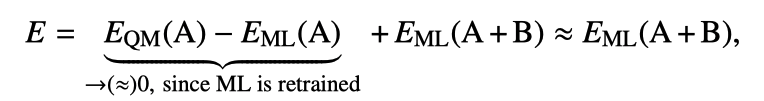 E = E_QM(A) − E_ML(A) + E_ML(A + B) ≈ E_ML(A + B),
→(≈)0, since ML is retrained